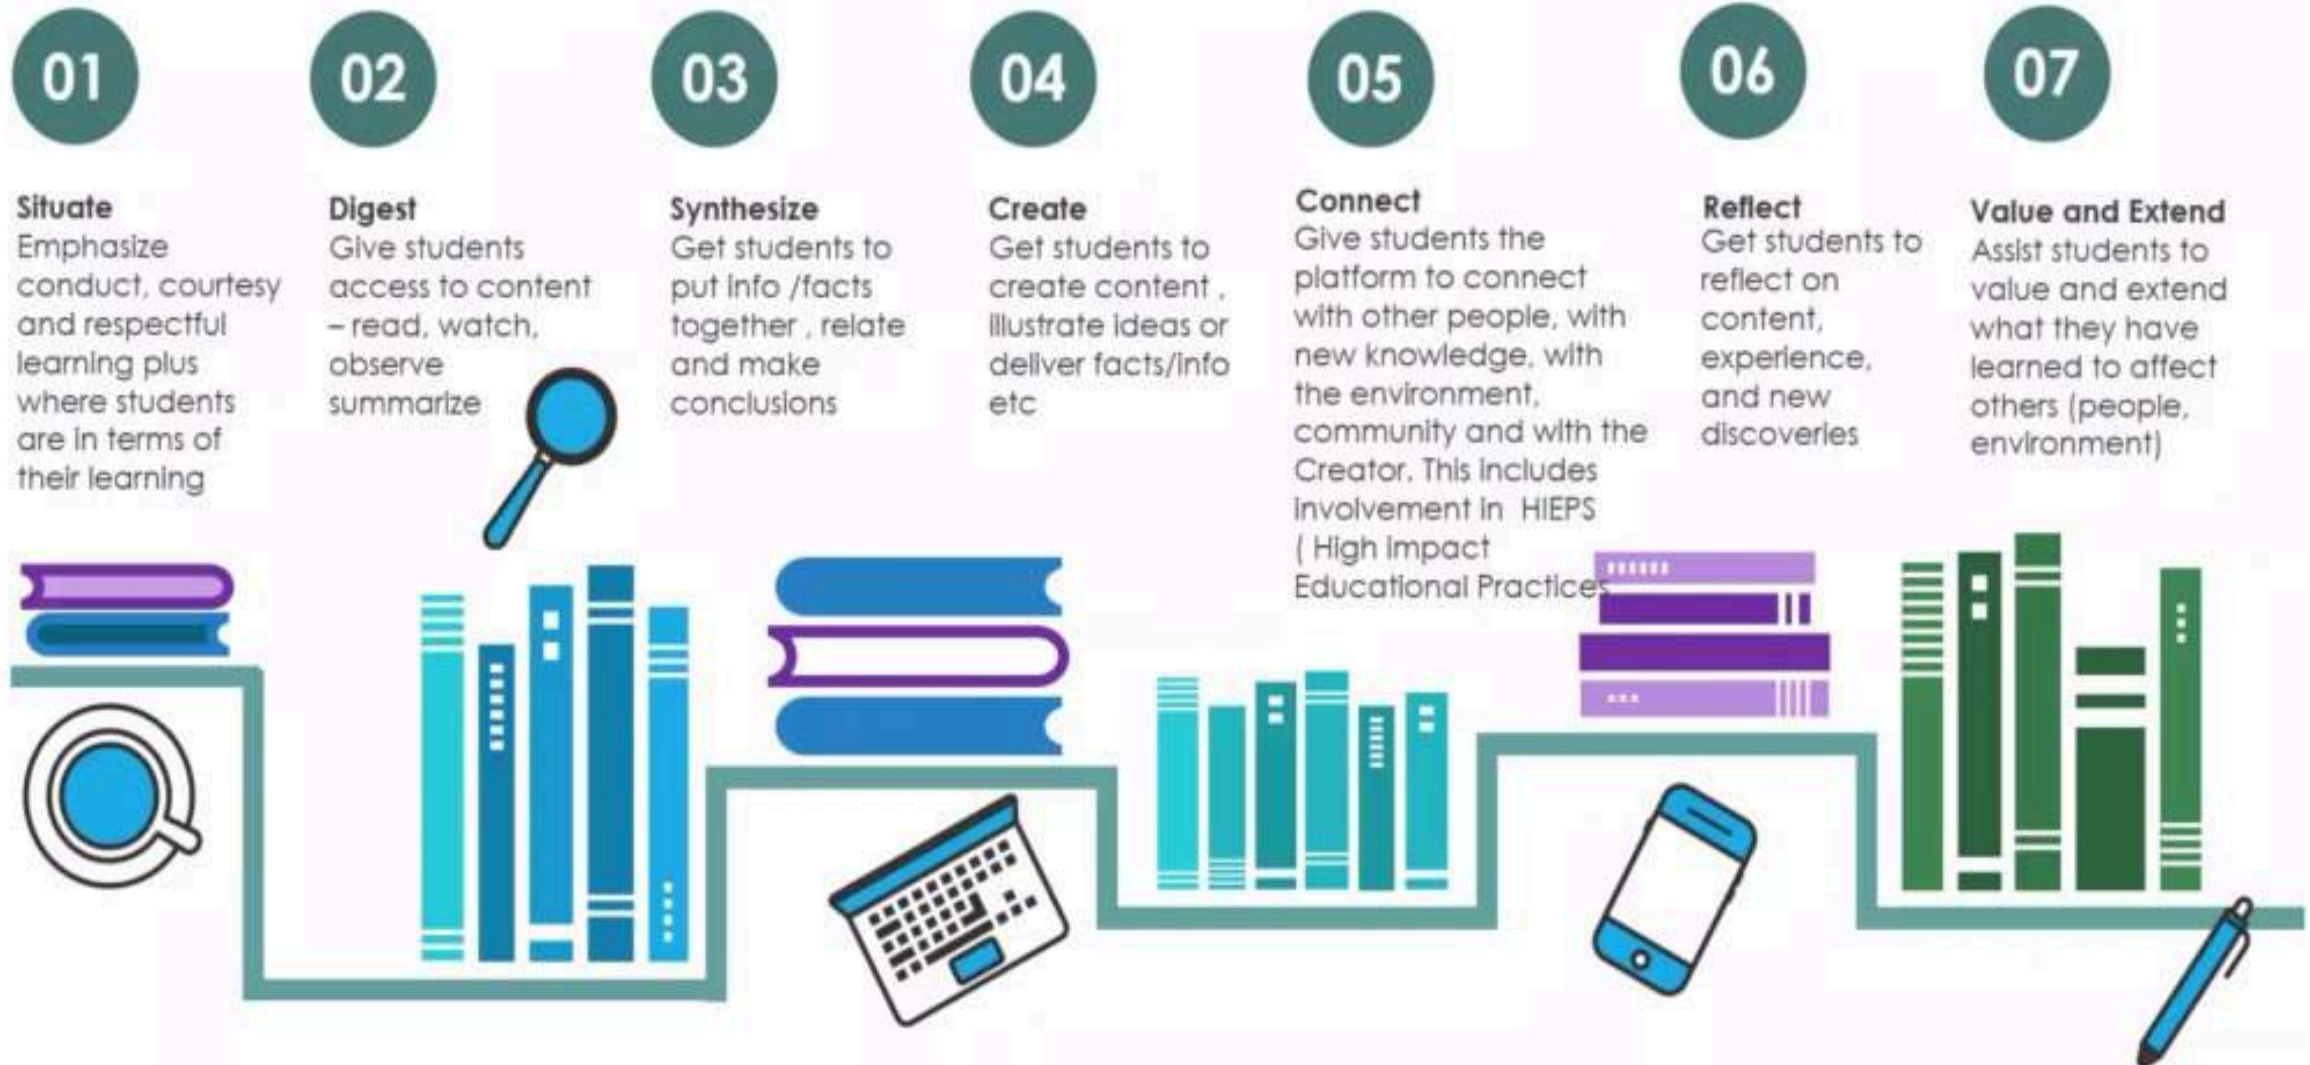 01
02
03
04
05
06
07
Situate
Emphasize
conduct, courtesy
and respectful
learning plus
where students
are in terms of
their learning
Digest
Give students
access to content
– read, watch,
observe
summarize
Synthesize
Get students to
put info /facts
together , relate
and make
conclusions
Create
Get students to
create content ,
illustrate ideas or
deliver facts/info
etc
Connect
Give students the
platform to connect
with other people, with
new knowledge, with
the environment,
community and with the
Creator. This includes
involvement in HIEPS
( High Impact
Educational Practices
Reflect
Get students to
reflect on
content,
experience,
and new
discoveries
Value and Extend
Assist students to
value and extend
what they have
learned to affect
others (people,
environment)